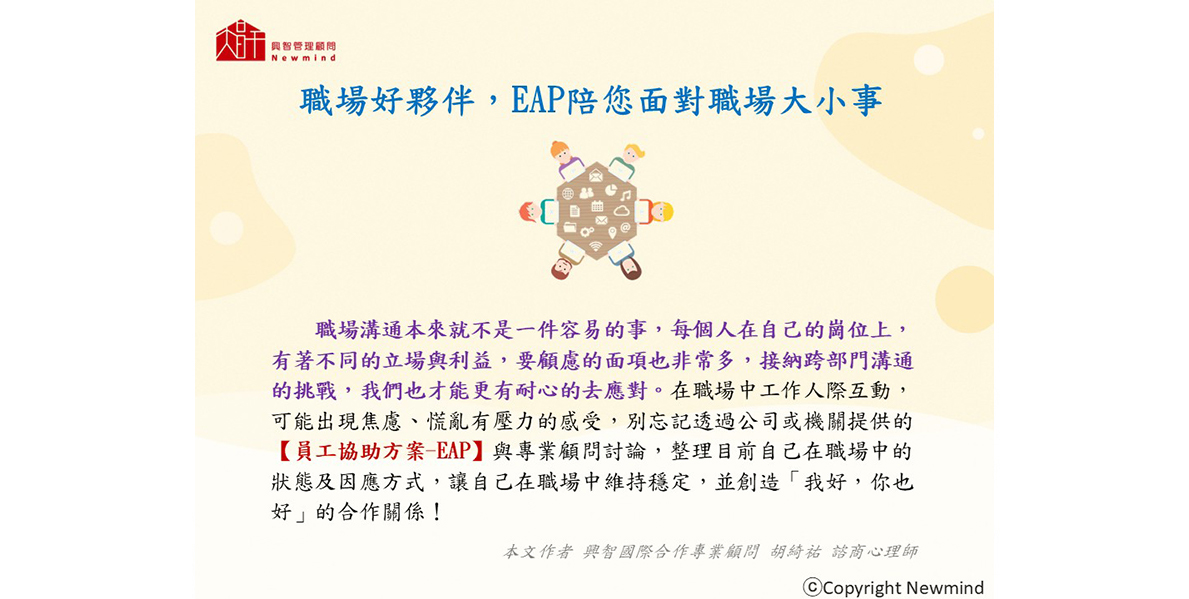 興智管理顧問
Newmind
職場好夥伴，EAP陪您面對職場大小事
職場溝通本來就不是一件容易的事，每個人在自己的崗位上，
有著不同的立場與利益，要顧慮的面項也非常多，接納跨部門溝通
的挑戰，我們也才能更有耐心的去應對。在職場中工作人際互動，
可能出現焦慮、慌亂有壓力的感受，別忘記透過公司或機關提供的
【員工協助方案-EAP】與專業顧問討論，整理目前自己在職場中的
狀態及因應方式，讓自己在職場中維持穩定，並創造「我好，你也
好」的合作關係！
本文作者 興智國際合作專業顧問 胡綺祐 諮商心理師
ⓒCopyright Newmind